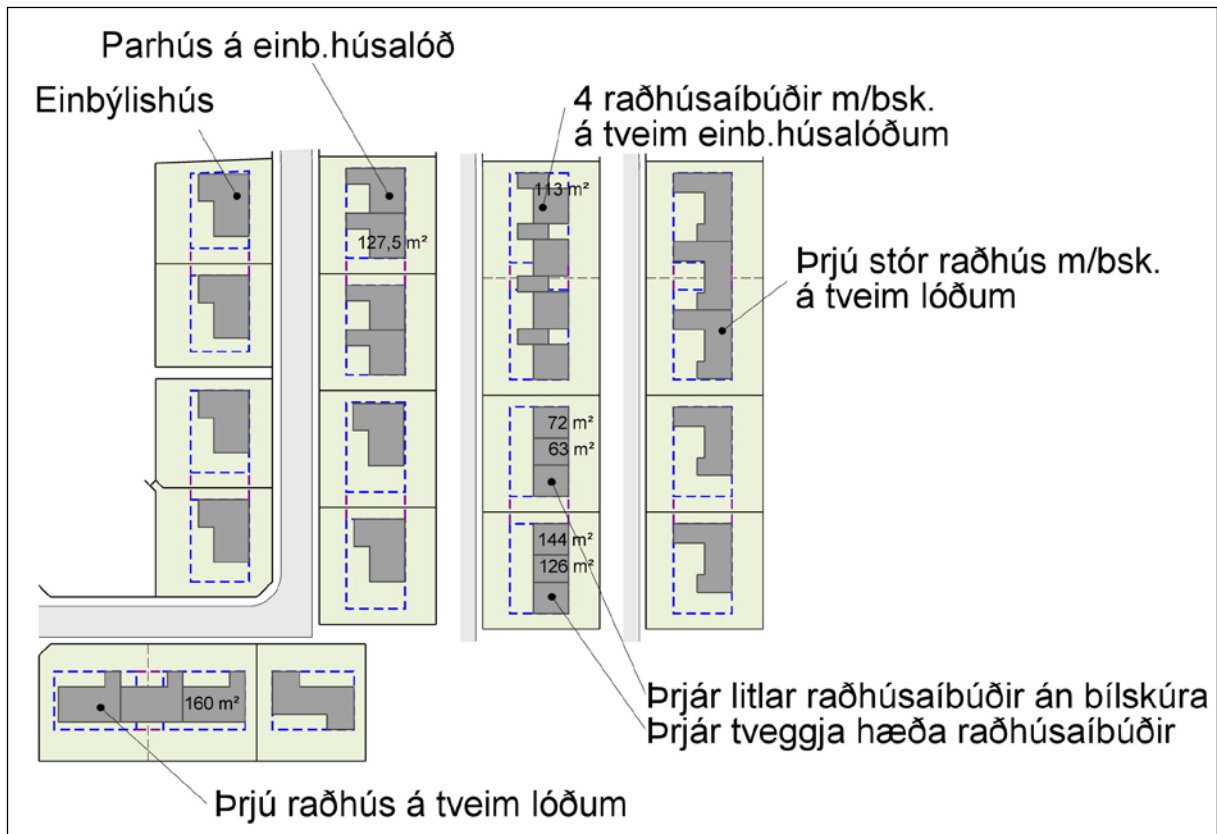 Parhús á einb.húsalóð
Einbýlishús
4 raðhúsaíbúðir m/bsk.
á tveim einb.húsalóðum
113 m²
127,5 m²
Þrjú stór raðhús m/bsk.
á tveim lóðum
72 m²
63 m²
144 m²
126 m²
160 m²
Þrjár litlar raðhúsaíbúðir án bílskúra
Þrjár tveggja hæða raðhúsaíbúðir
Þrjú raðhús á tveim lóðum